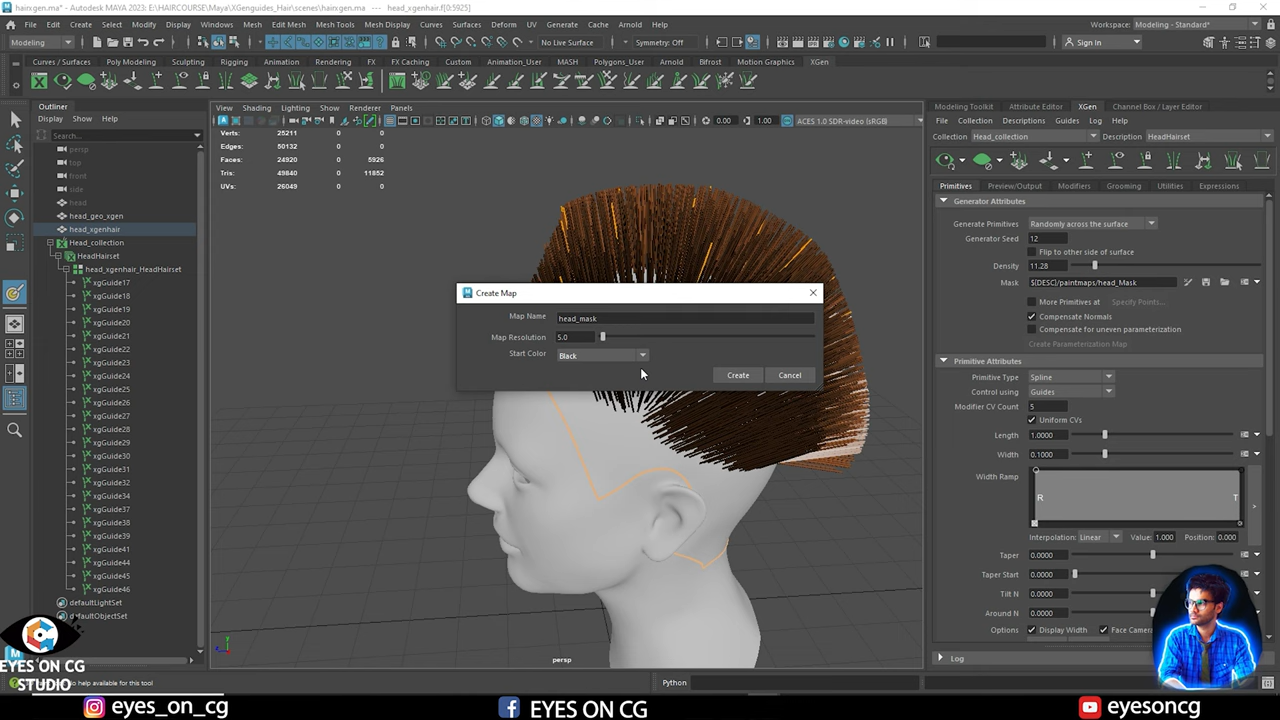 hairxgen.ma* - Autodesk MAYA 2023: E:\HAIRCOURSE\Maya\XGenguides_Hair\scenes\hairxgen.ma --- head_xgenhair.f[0:5925]
File Edit Create Select Modify Display Windows Mesh Edit Mesh Mesh Tools Mesh Display Curves Surfaces Deform UV Generate Cache Arnold Help
Workspace: Modeling - Standard*
Modeling
No Live Surface
Symmetry: Off
Sign In
Curves / Surfaces Poly Modeling Sculpting Rigging Animation Rendering FX FX Caching Custom Animation_User MASH Polygons_User Arnold Bifrost Motion Graphics XGen
Outliner
Display Show Help
Search...
persp
top
front
side
head
head_geo_xgen
head_xgenhair
Head_collection
HeadHairset
head_xgenhair_HeadHairset
xgGuide17
xgGuide18
xgGuide19
xgGuide20
xgGuide21
xgGuide22
xgGuide23
xgGuide24
xgGuide25
xgGuide26
xgGuide27
xgGuide28
xgGuide29
xgGuide30
xgGuide31
xgGuide32
xgGuide34
xgGuide37
xgGuide38
xgGuide39
xgGuide41
xgGuide44
xgGuide45
xgGuide46
defaultLightSet
defaultObjectSet
View Shading Lighting Show Renderer Panels
0.00
1.00
ACES 1.0 SDR-video (sRGB)
Verts: 25211 0 0
Edges: 50132 0 0
Faces: 24920 5926 0
Tris: 49840 11852 0
UVs: 26049 0 0
Create Map
Map Name head_mask
Map Resolution 5.0
Start Color Black
Create Cancel
persp
Modeling Toolkit Attribute Editor XGen Channel Box / Layer Editor
File Collection Descriptions Guides Log Help
Collection Head_collection Description HeadHairset
Primitives Preview/Output Modifiers Grooming Utilities Expressions
Generator Attributes
Generate Primitives Randomly across the surface
Generator Seed 12
Flip to other side of surface
Density 11.28
Mask ${DESC}/paintmaps/head_Mask
More Primitives at Specify Points...
Compensate Normals
Compensate for uneven parameterization
Create Parameterization Map
Primitive Attributes
Primitive Type Spline
Control using Guides
Modifier CV Count 5
Uniform CVs
Length 1.0000
Width 0.1000
Width Ramp
R T
Interpolation: Linear Value: 1.000 Position: 0.000
Taper 0.0000
Taper Start 0.0000
Tilt N 0.0000
Around N 0.0000
Options Display Width Face Camera
Log
help available for this tool
Python
EYES ON CG
STUDIO
eyes_on_cg
EYES ON CG
eyesoncg